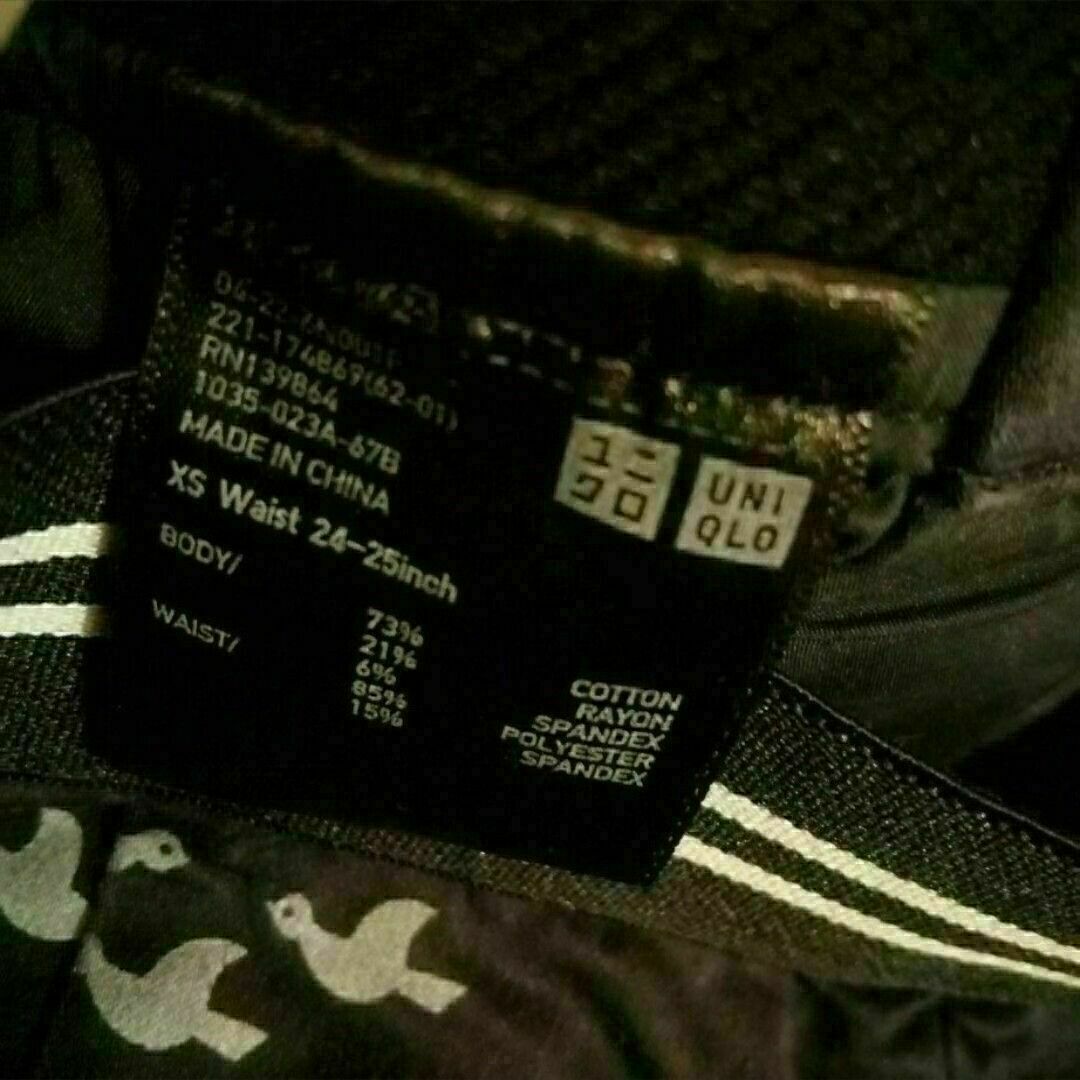 221-174869(62-01)
RN139864
1035-023A-67B
MADE IN CHINA
XS Waist 24-25inch
BODY/
73% COTTON
21% RAYON
6% SPANDEX
WAIST/
85% POLYESTER
15% SPANDEX
ユニ
クロ
UNI
QLO